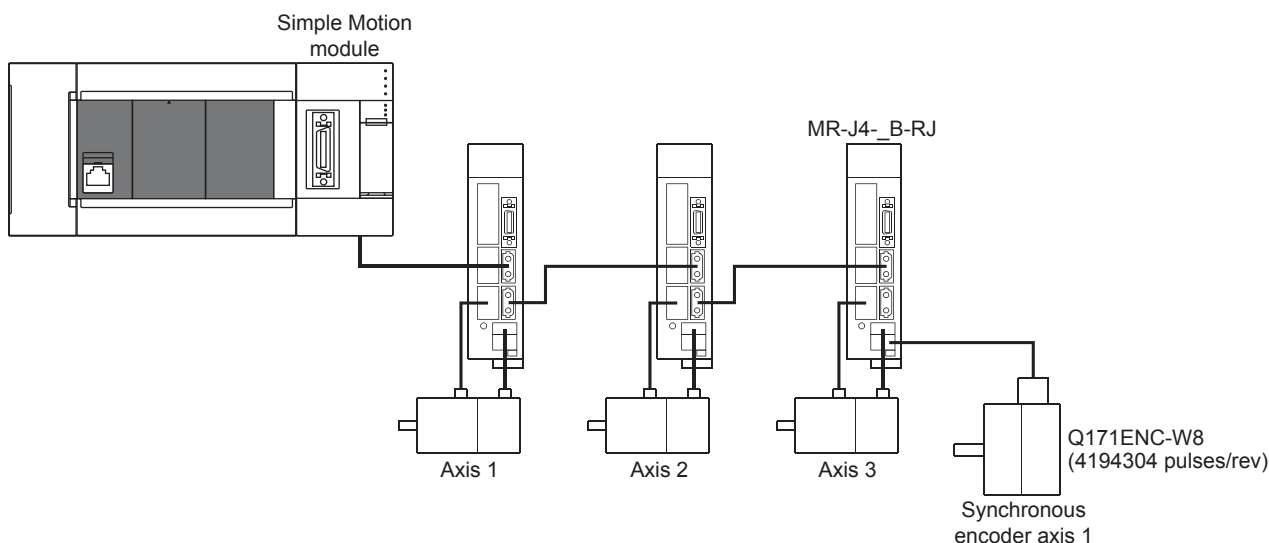 Simple Motion
module
MR-J4-_B-RJ
Axis 1
Axis 2
Axis 3
Q171ENC-W8
(4194304 pulses/rev)
Synchronous
encoder axis 1